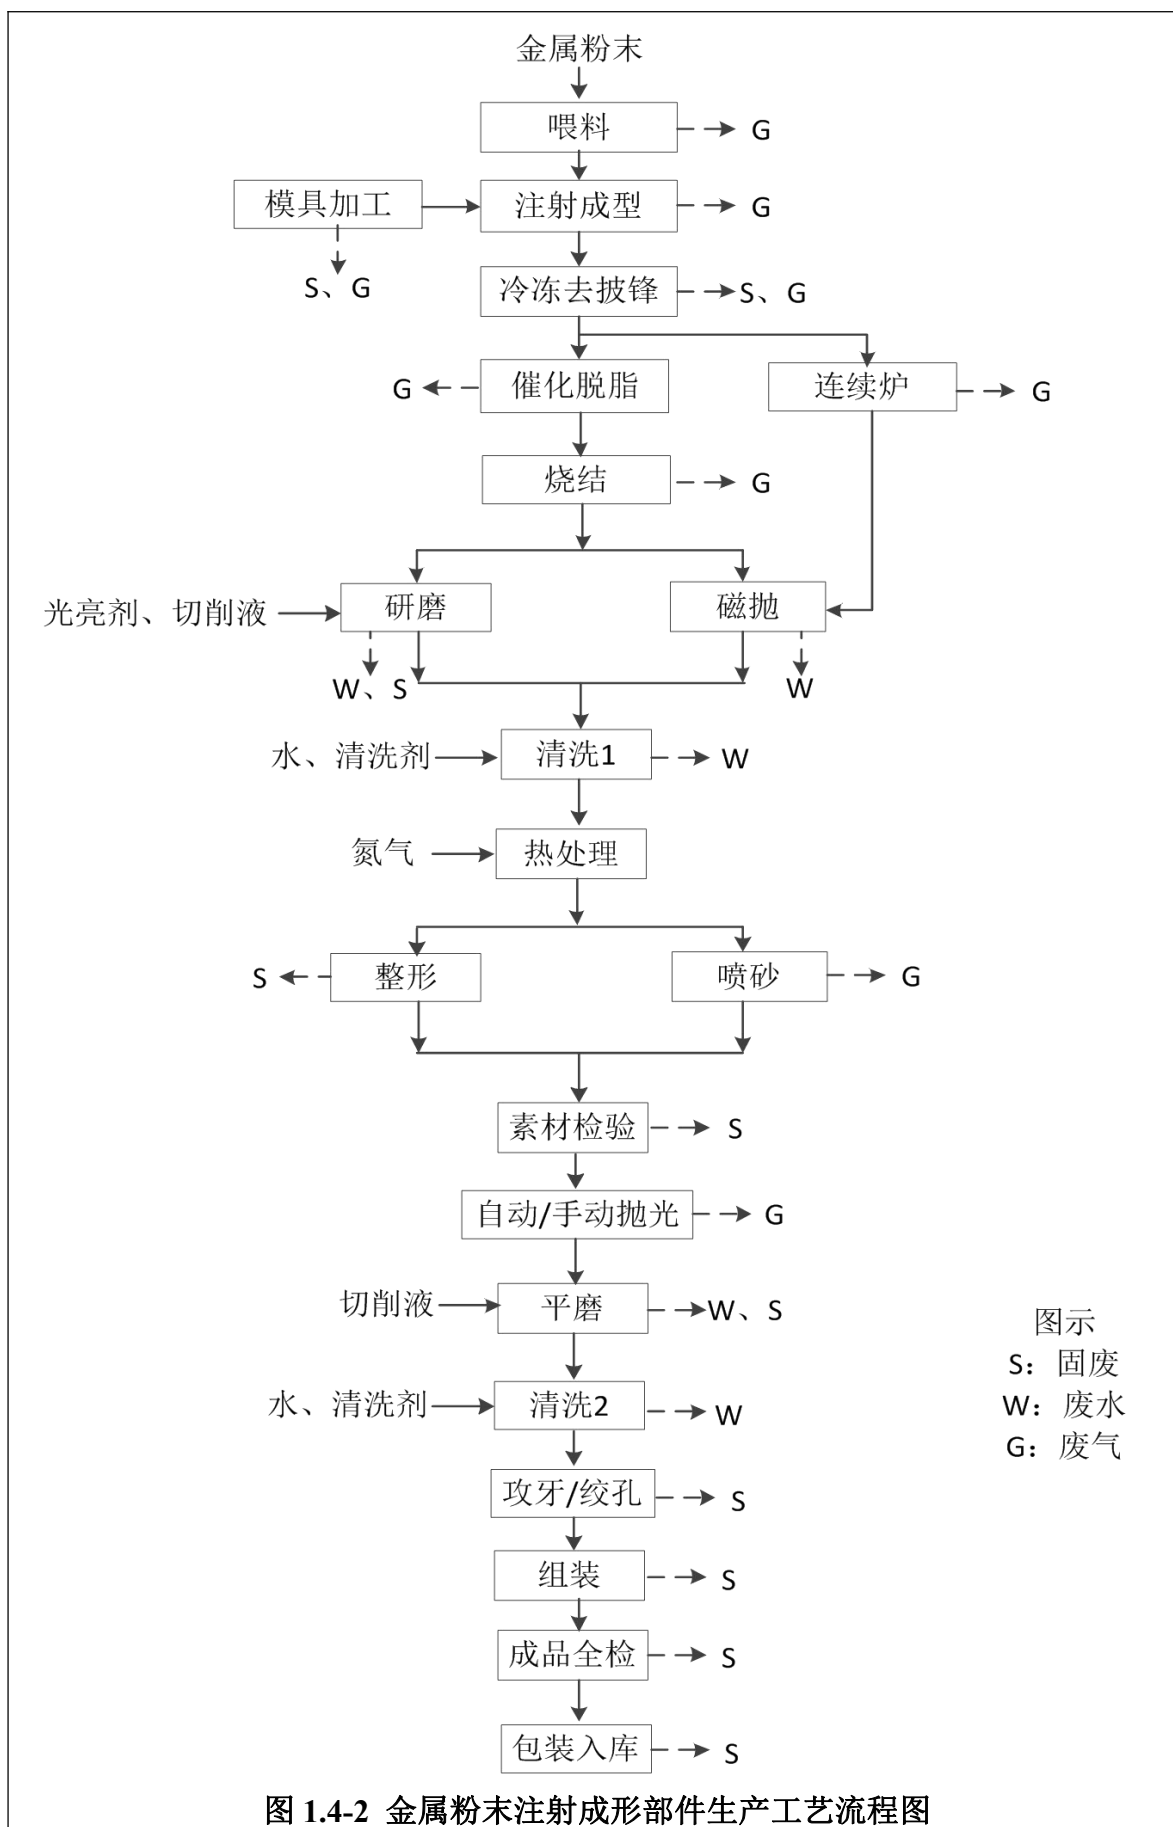 金属粉末
喂料
G
模具加工
注射成型
G
S、G
冷冻去披锋
S、G
G
催化脱脂
连续炉
G
烧结
G
光亮剂、切削液
研磨
磁抛
W、S
W
水、清洗剂
清洗1
W
氮气
热处理
S
整形
喷砂
G
素材检验
S
自动/手动抛光
G
切削液
平磨
W、S
水、清洗剂
清洗2
W
攻牙/绞孔
S
组装
S
成品全检
S
包装入库
S
图示
S：固废
W：废水
G：废气
图 1.4-2 金属粉末注射成形部件生产工艺流程图